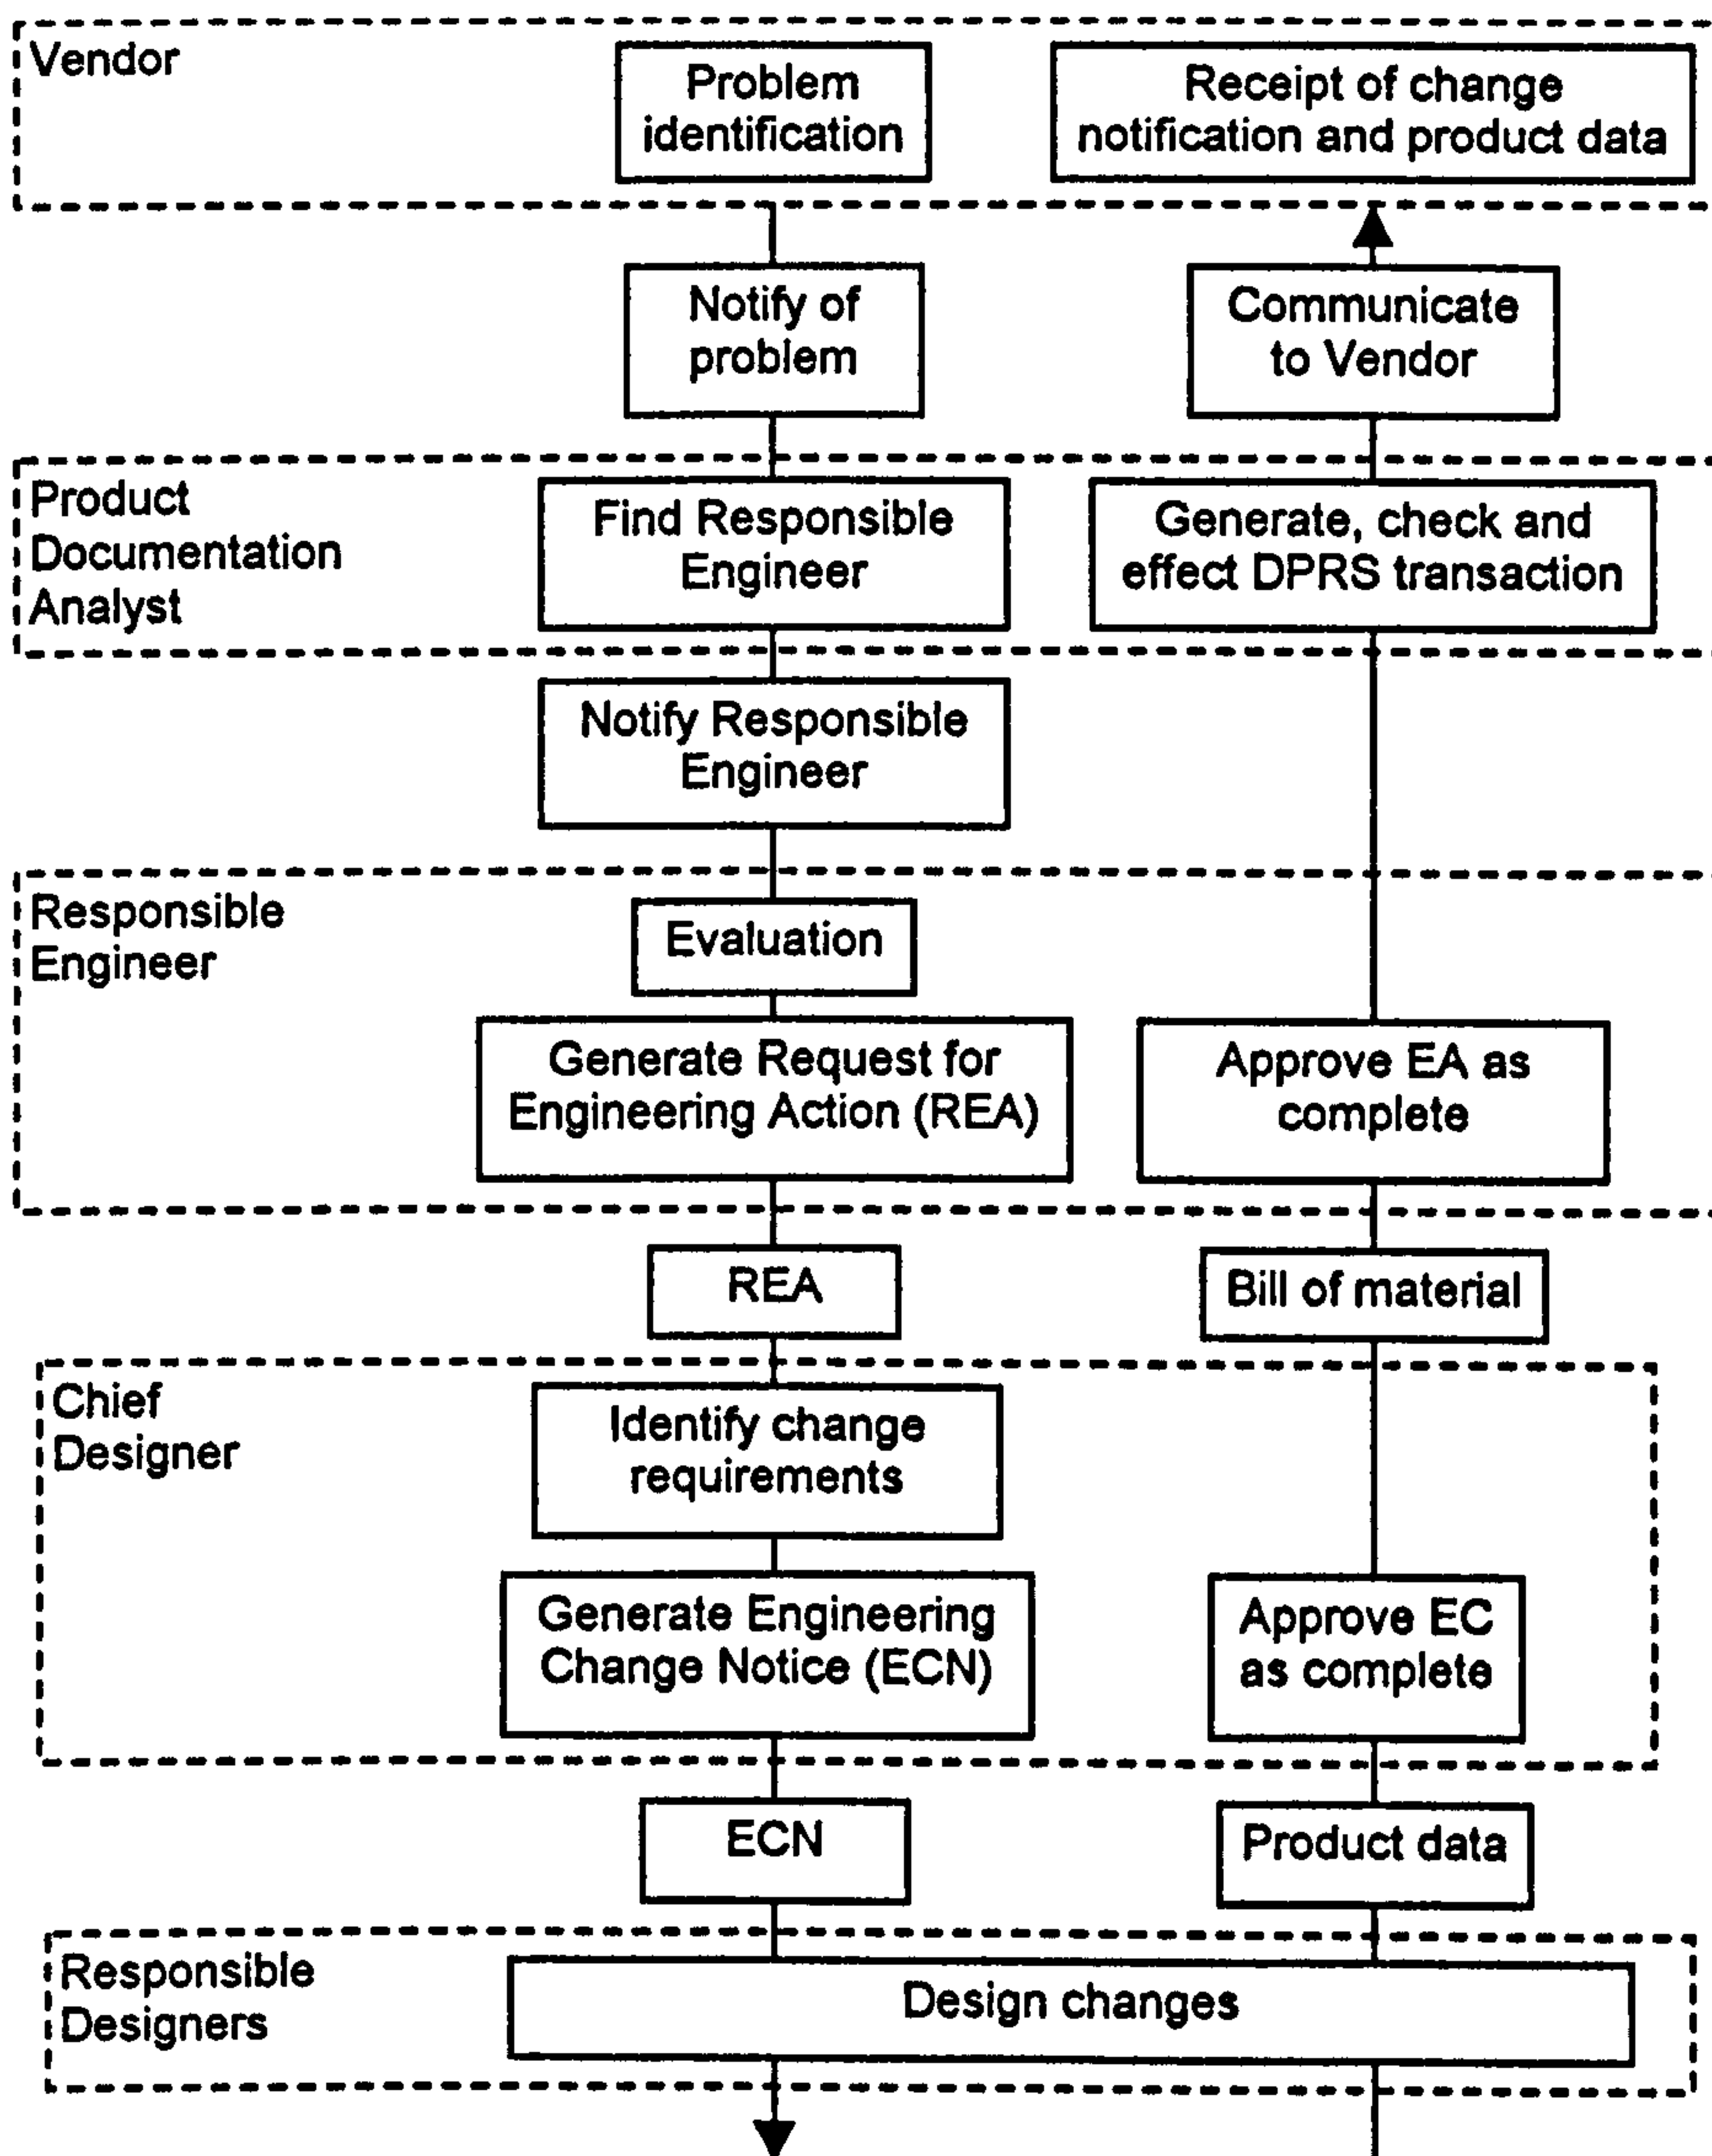 Vendor
Problem
identification
Receipt of change
notification and product data
Notify of
problem
Communicate
to Vendor
Product
Documentation
Analyst
Find Responsible
Engineer
Generate, check and
effect DPRS transaction
Notify Responsible
Engineer
Responsible
Engineer
Evaluation
Generate Request for
Engineering Action (REA)
Approve EA as
complete
REA
Bill of material
Chief
Designer
Identify change
requirements
Generate Engineering
Change Notice (ECN)
Approve EC
as complete
ECN
Product data
Responsible
Designers
Design changes